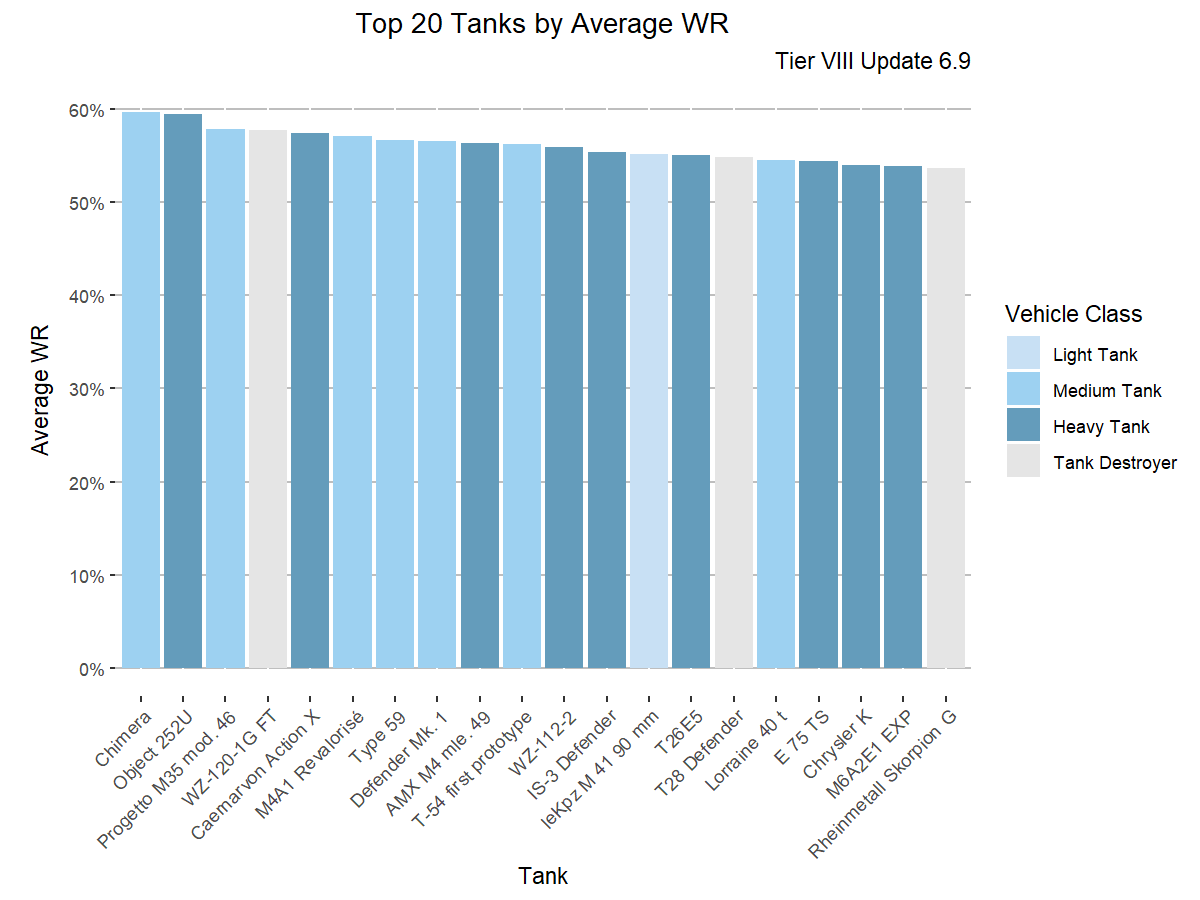 Top 20 Tanks by Average WR
Tier VIII Update 6.9
60%
50%
40%
30%
20%
10%
0%
Average WR
Chimera
Object 252U
Progetto M35 mod. 46
WZ-120-1G FT
Caernarvon Action X
M4A1 Revalorisé
Type 59
Defender Mk. 1
AMX M4 mle. 49
T-54 first prototype
WZ-112-2
IS-3 Defender
leKpz M 41 90 mm
T26E5
T28 Defender
Lorraine 40 t
E 75 TS
Chrysler K
M6A2E1 EXP
Rheinmetall Skorpion G
Tank
Vehicle Class
Light Tank
Medium Tank
Heavy Tank
Tank Destroyer